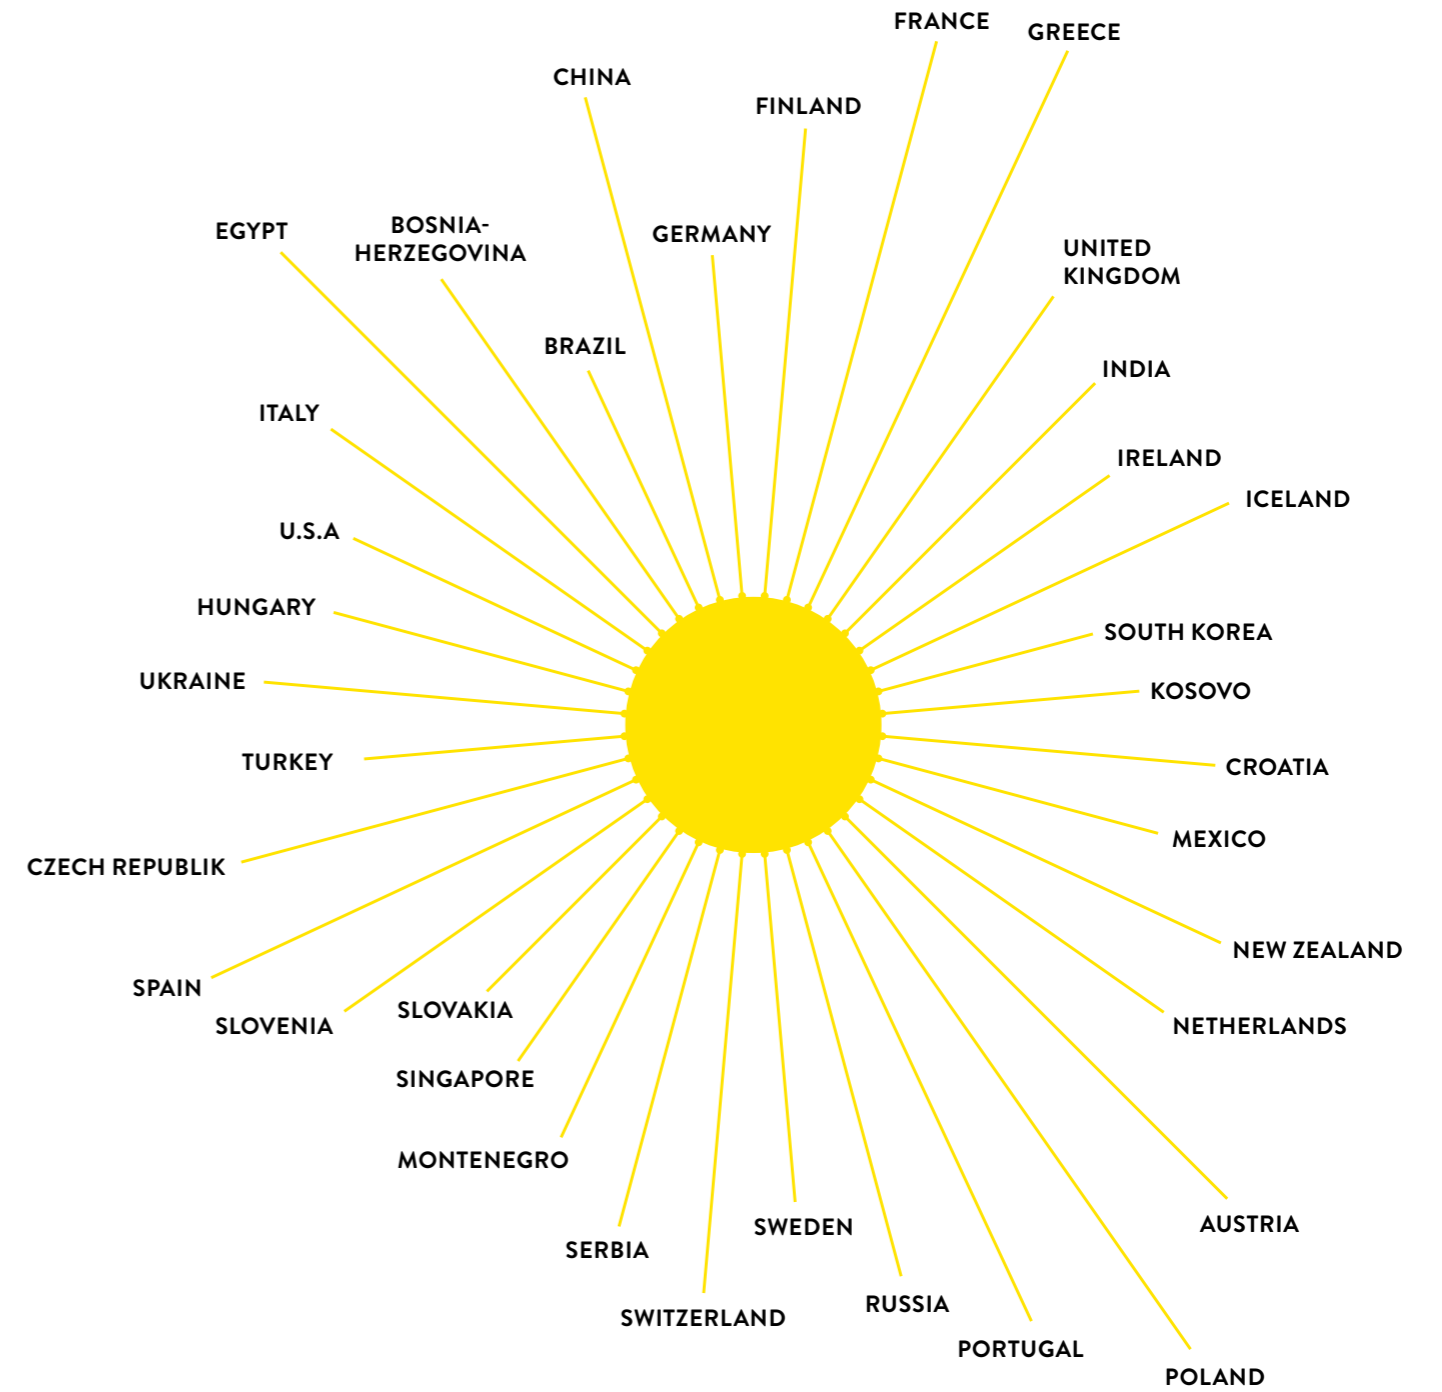 FRANCE
GREECE
CHINA
FINLAND
BOSNIA-
HERZEGOVINA
EGYPT
GERMANY
UNITED
KINGDOM
BRAZIL
INDIA
ITALY
IRELAND
ICELAND
U.S.A
HUNGARY
SOUTH KOREA
UKRAINE
KOSOVO
TURKEY
CROATIA
MEXICO
CZECH REPUBLIK
NEW ZEALAND
SPAIN
SLOVAKIA
SLOVENIA
NETHERLANDS
SINGAPORE
MONTENEGRO
AUSTRIA
SWEDEN
SERBIA
RUSSIA
SWITZERLAND
PORTUGAL
POLAND